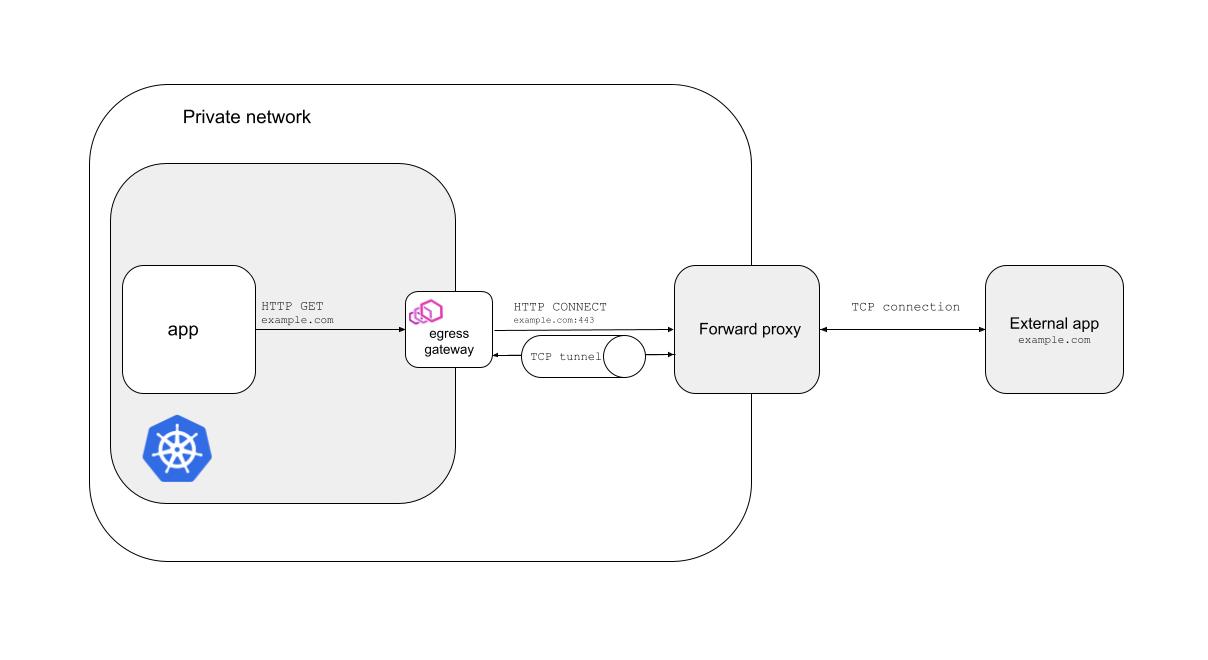 Private network
app
HTTP GET
example.com
egress
gateway
HTTP CONNECT
example.com:443
TCP tunnel
Forward proxy
TCP connection
External app
example.com